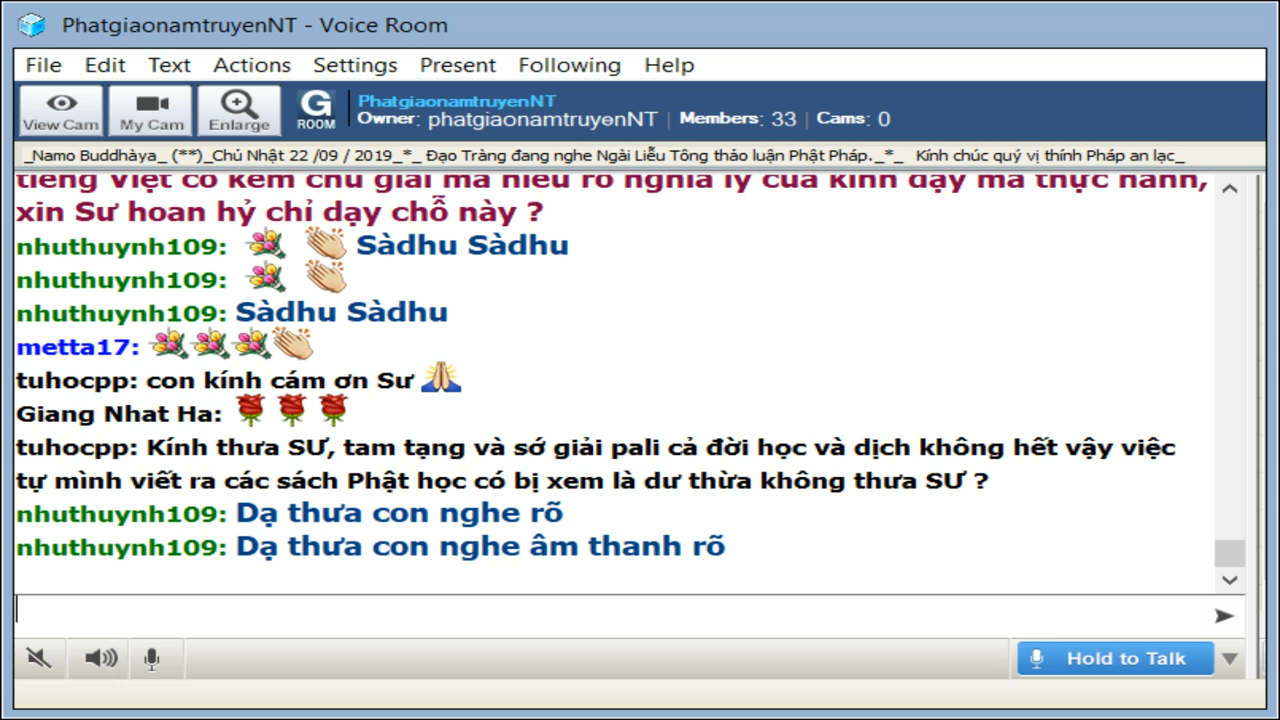 PhatgiaonamtruyenNT - Voice Room
File Edit Text Actions Settings Present Following Help
View Cam My Cam Enlarge G ROOM
PhatgiaonamtruyenNT
Owner: phatgiaonamtruyenNT | Members: 33 | Cams: 0
_Namo Buddhàya_ (**)_Chủ Nhật 22 /09 / 2019_*_ Đạo Tràng đang nghe Ngài Liễu Tông thảo luận Phật Pháp._*_ Kính chúc quý vị thính Pháp an lạc_
tiếng Việt có kèm chú giải mà hiểu rõ nghĩa lý của kinh dạy mà thực hành,
xin Sư hoan hỷ chỉ dạy chỗ này ?
nhuthuynh109: Sàdhu Sàdhu
nhuthuynh109:
nhuthuynh109: Sàdhu Sàdhu
metta17:
tuhocpp: con kính cám ơn Sư
Giang Nhat Ha:
tuhocpp: Kính thưa SƯ, tam tạng và sớ giải pali cả đời học và dịch không hết vậy việc
tự mình viết ra các sách Phật học có bị xem là dư thừa không thưa SƯ ?
nhuthuynh109: Dạ thưa con nghe rõ
nhuthuynh109: Dạ thưa con nghe âm thanh rõ
Hold to Talk